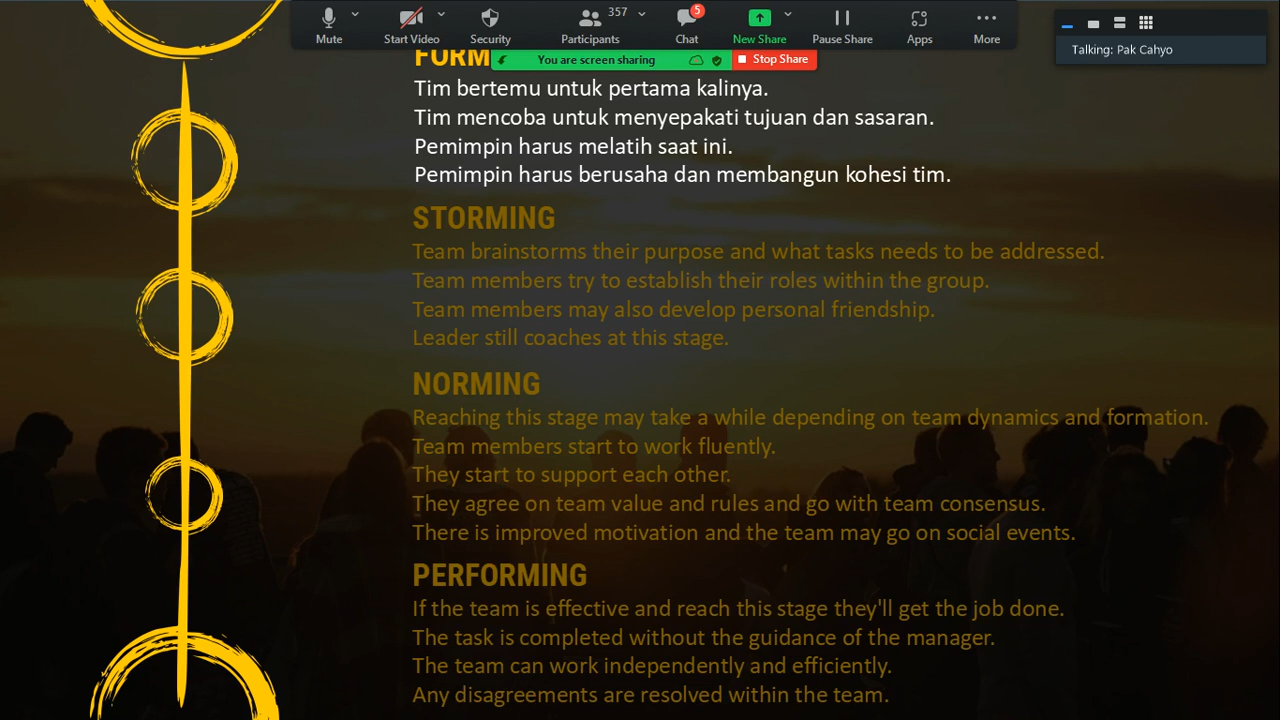 357
5
Mute
Start Video
Security
Participants
Chat
New Share
Pause Share
Apps
More
Talking: Pak Cahyo
You are screen sharing
Stop Share
FORM
Tim bertemu untuk pertama kalinya.
Tim mencoba untuk menyepakati tujuan dan sasaran.
Pemimpin harus melatih saat ini.
Pemimpin harus berusaha dan membangun kohesi tim.
STORMING
Team brainstorms their purpose and what tasks needs to be addressed.
Team members try to establish their roles within the group.
Team members may also develop personal friendship.
Leader still coaches at this stage.
NORMING
Reaching this stage may take a while depending on team dynamics and formation.
Team members start to work fluently.
They start to support each other.
They agree on team value and rules and go with team consensus.
There is improved motivation and the team may go on social events.
PERFORMING
If the team is effective and reach this stage they'll get the job done.
The task is completed without the guidance of the manager.
The team can work independently and efficiently.
Any disagreements are resolved within the team.